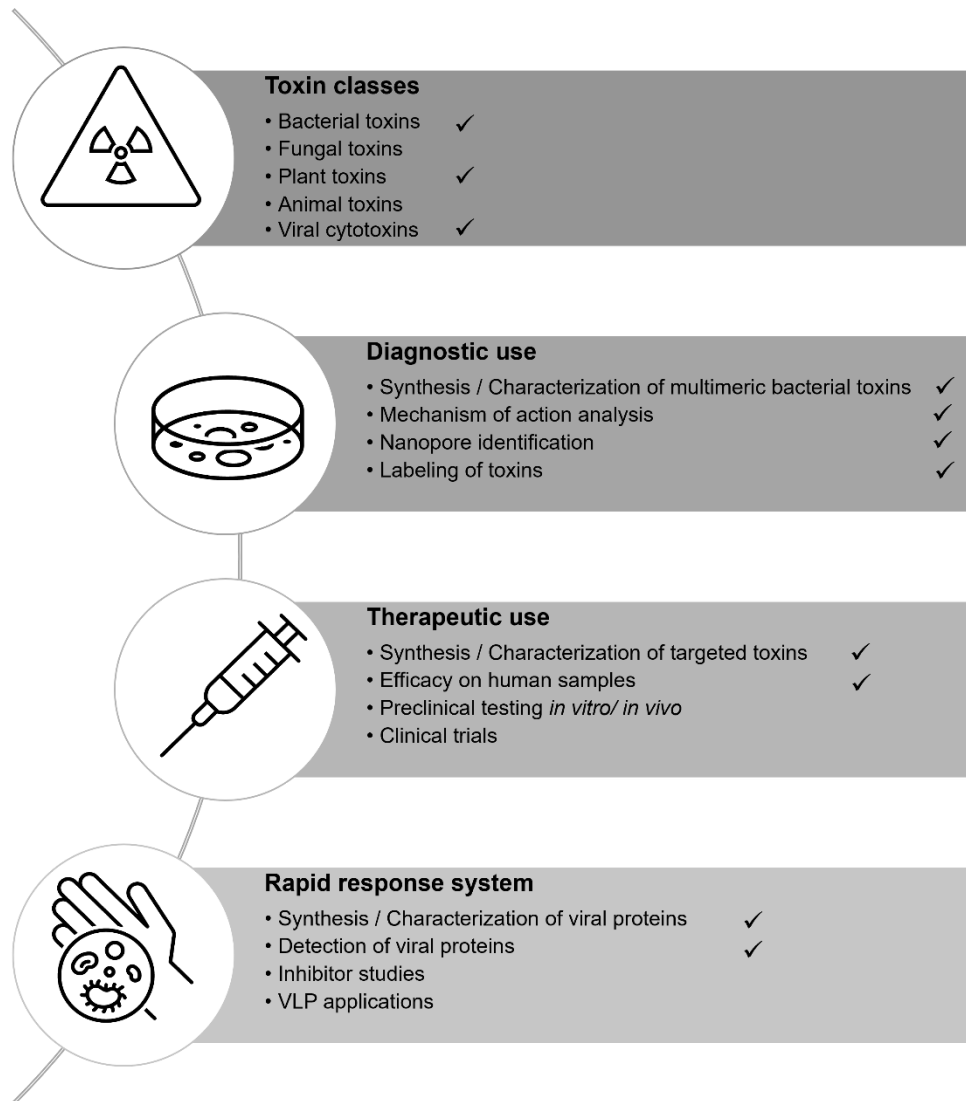 Toxin classes
• Bacterial toxins ✓
• Fungal toxins
• Plant toxins ✓
• Animal toxins
• Viral cytotoxins ✓
Diagnostic use
• Synthesis / Characterization of multimeric bacterial toxins ✓
• Mechanism of action analysis ✓
• Nanopore identification ✓
• Labeling of toxins ✓
Therapeutic use
• Synthesis / Characterization of targeted toxins ✓
• Efficacy on human samples ✓
• Preclinical testing in vitro/ in vivo
• Clinical trials
Rapid response system
• Synthesis / Characterization of viral proteins ✓
• Detection of viral proteins ✓
• Inhibitor studies
• VLP applications